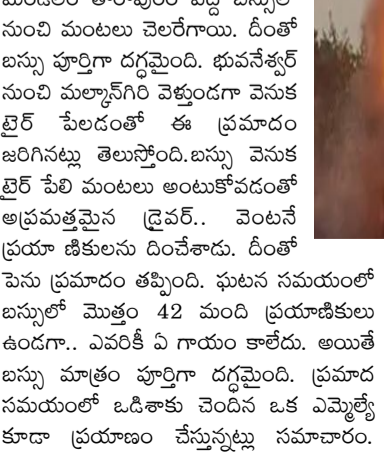 నుంచి మంటలు చెలరేగాయి. దీంతో
బస్సు పూర్తిగా దగ్ధమైంది. భువనేశ్వర్
నుంచి మల్కాన్‌గిరి వెళ్తుండగా వెనుక
టైర్ పేలడంతో ఈ ప్రమాదం
జరిగినట్లు తెలుస్తోంది.బస్సు వెనుక
టైర్ పేలి మంటలు అంటుకోవడంతో
అప్రమత్తమైన డ్రైవర్.. వెంటనే
ప్రయా ణికులను దించేశాడు. దీంతో
పెను ప్రమాదం తప్పింది. ఘటన సమయంలో
బస్సులో మొత్తం 42 మంది ప్రయాణికులు
ఉండగా.. ఎవరికీ ఏ గాయం కాలేదు. అయితే
బస్సు మాత్రం పూర్తిగా దగ్ధమైంది. ప్రమాద
సమయంలో ఒడిశాకు చెందిన ఒక ఎమ్మెల్యే
కూడా ప్రయాణం చేస్తున్నట్లు సమాచారం.